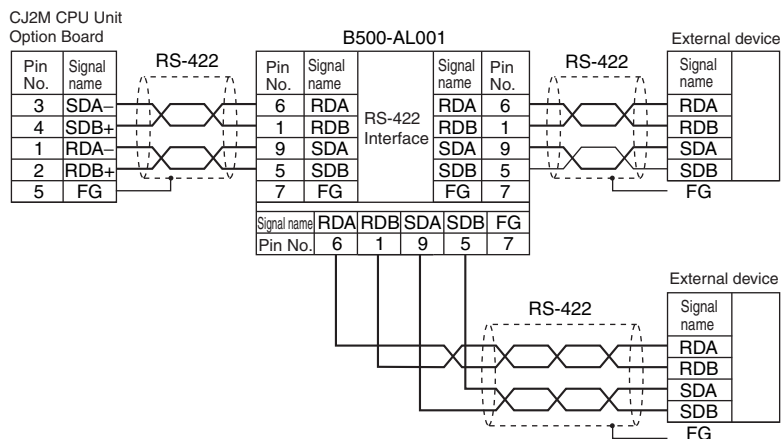 CJ2M CPU Unit
Option Board
RS-422
B500-AL001
RS-422
External device
Pin No. Signal name
3 SDA–
4 SDB+
1 RDA–
2 RDB+
5 FG
Pin No. Signal name
6 RDA
1 RDB
9 SDA
5 SDB
7 FG
RS-422
Interface
Signal name Pin No.
RDA 6
RDB 1
SDA 9
SDB 5
FG 7
Signal name
RDA
RDB
SDA
SDB
FG
Signal name RDA RDB SDA SDB FG
Pin No. 6 1 9 5 7
RS-422
External device
Signal name
RDA
RDB
SDA
SDB
FG